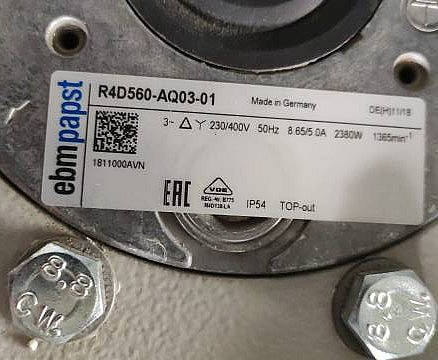 ebmpapst
R4D560-AQ03-01
Made in Germany
DE(H)11/18
3~ △ Y 230/400V 50Hz 8.65/5.0A 2380W 1365min⁻¹
1811000AVN
EAC
VDE
REG.-Nr. B775
IP54 TOP-out
8.8
C.W.
8.8
C.W.